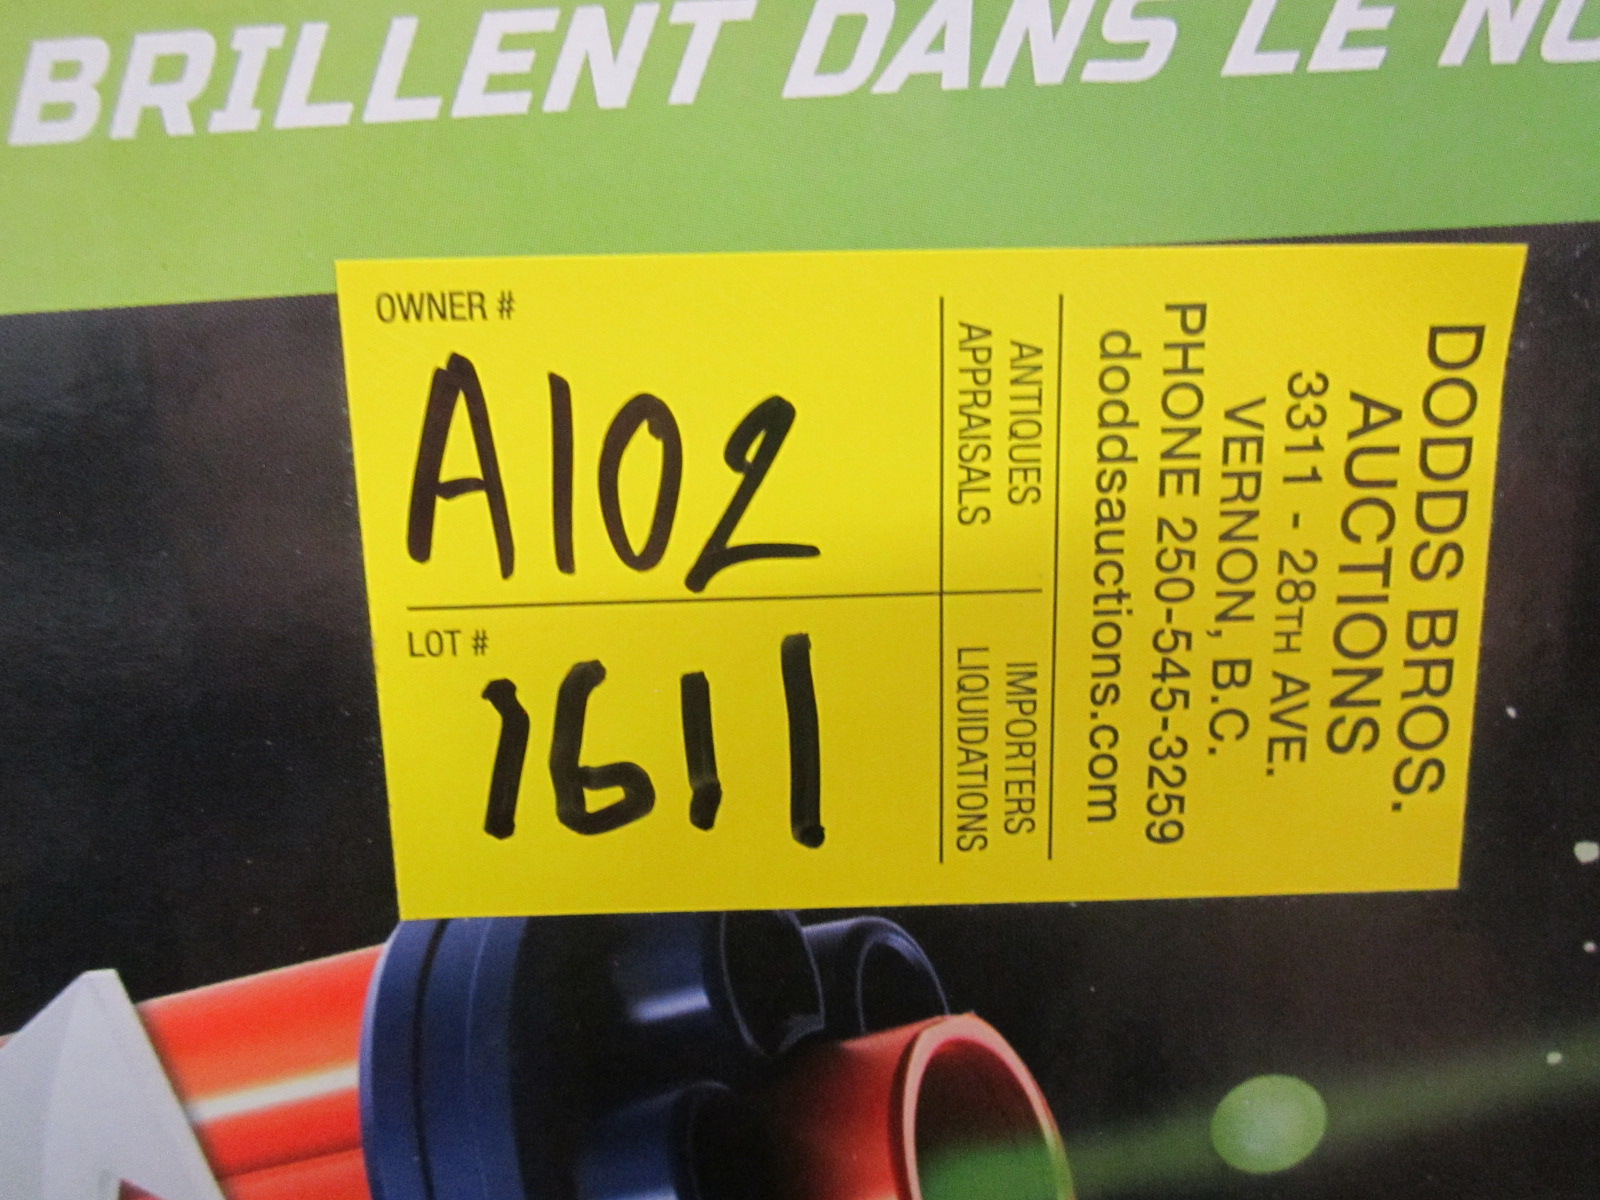 BRILLENT DANS LE NO
OWNER #
A102
LOT #
1611
ANTIQUES
APPRAISALS
IMPORTERS
LIQUIDATIONS
DODDS BROS.
AUCTIONS
3311 - 28TH AVE.
VERNON, B.C.
PHONE 250-545-3259
doddsauctions.com